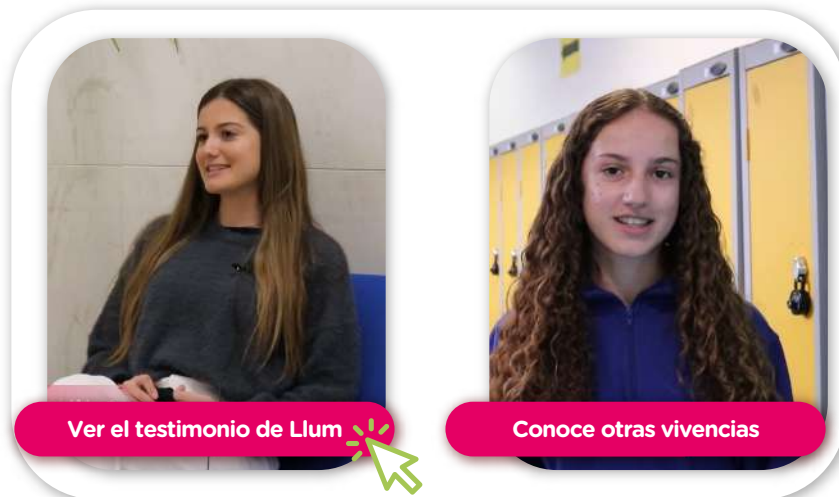 Ver el testimonio de Llum
Conoce otras vivencias